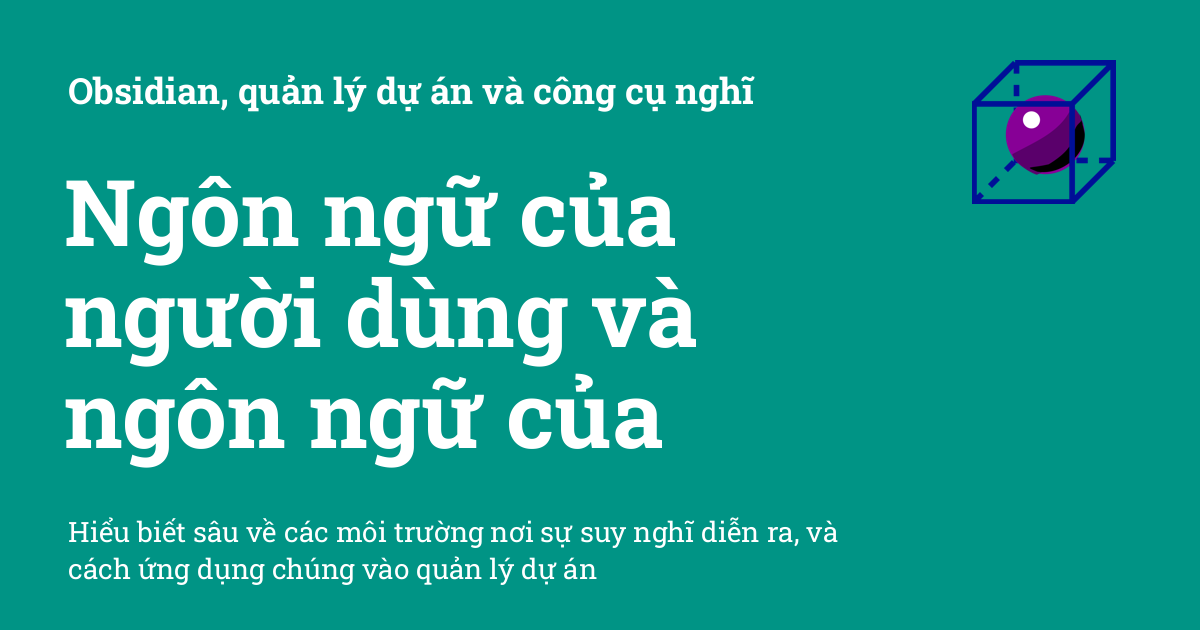 Obsidian, quản lý dự án và công cụ nghĩ
Ngôn ngữ của
người dùng và
ngôn ngữ của
Hiểu biết sâu về các môi trường nơi sự suy nghĩ diễn ra, và
cách ứng dụng chúng vào quản lý dự án